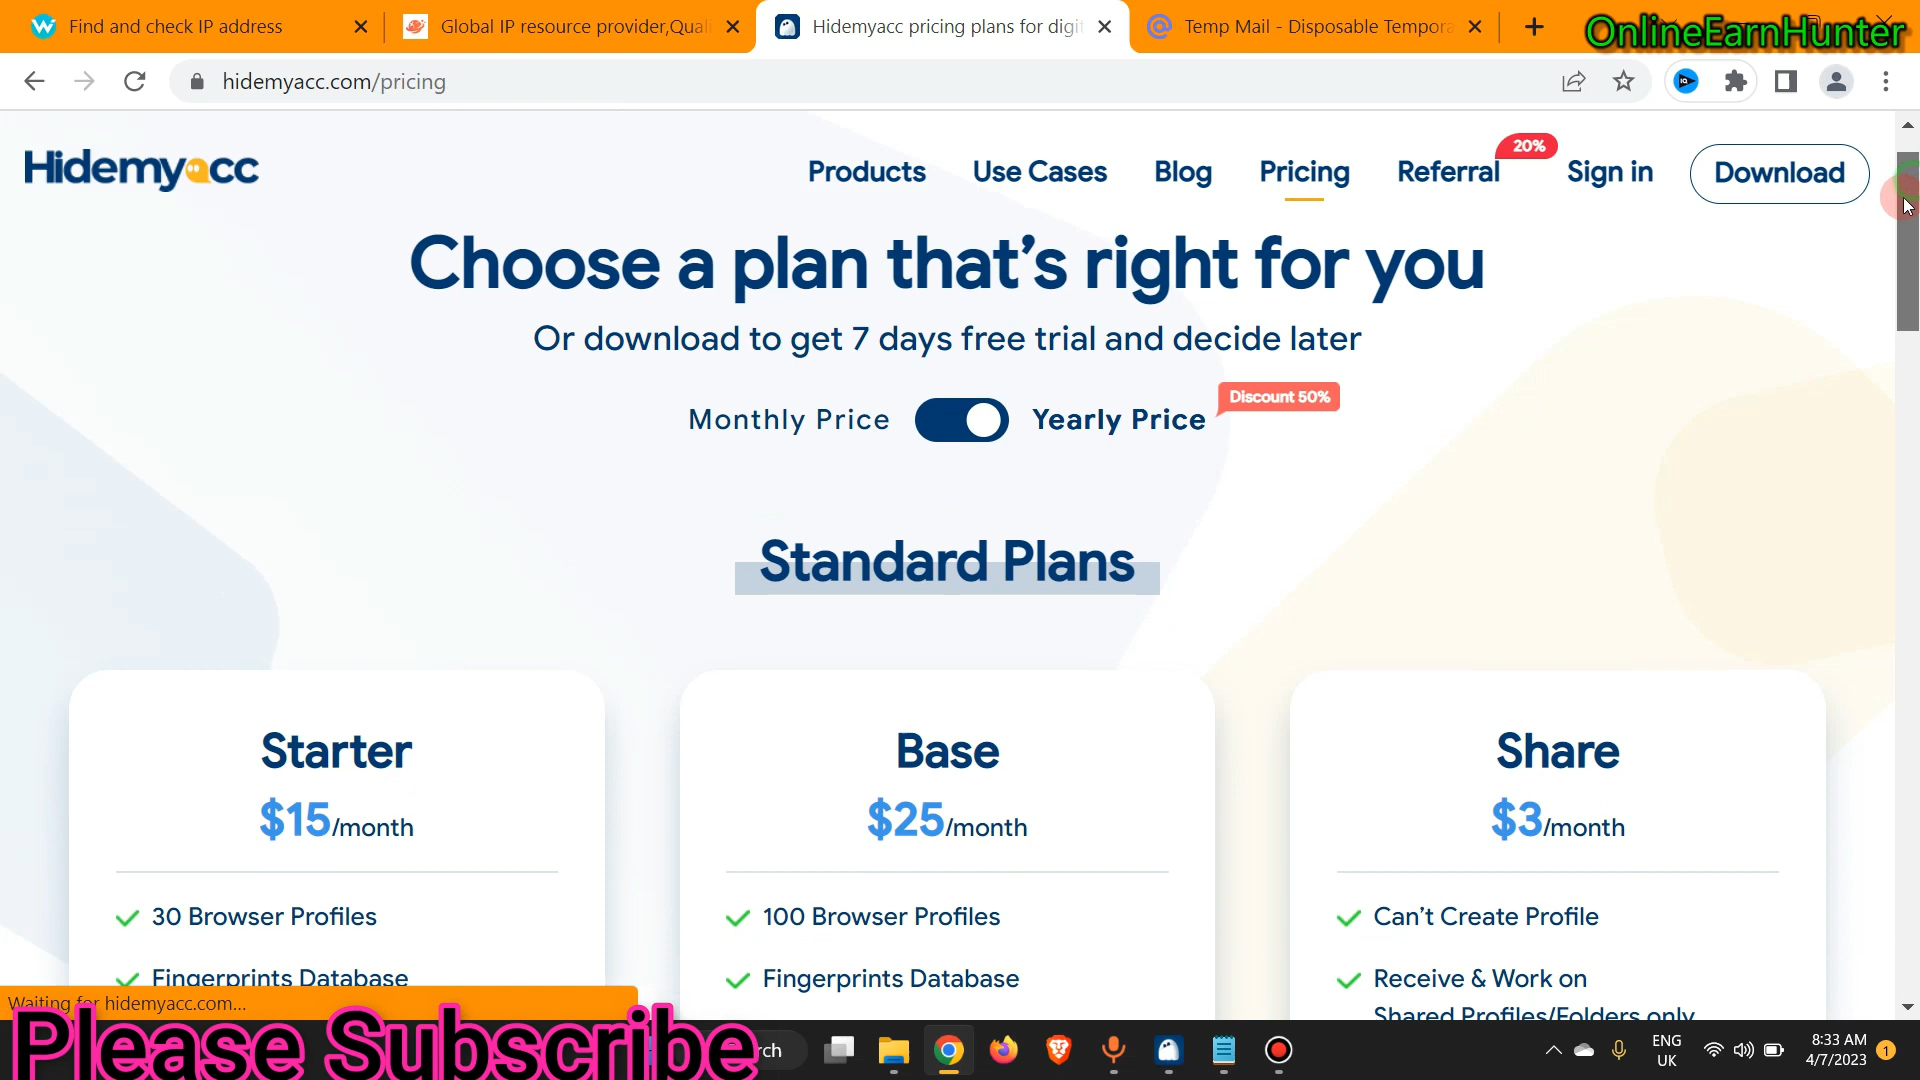 Find and check IP address
Global IP resource provider,Quali
Hidemyacc pricing plans for digit
Temp Mail - Disposable Tempora
OnlineEarnHunter
hidemyacc.com/pricing
Hidemyacc
Products
Use Cases
Blog
Pricing
Referral
20%
Sign in
Download
Choose a plan that's right for you
Or download to get 7 days free trial and decide later
Monthly Price
Yearly Price
Discount 50%
Standard Plans
Starter
$15/month
30 Browser Profiles
Fingerprints Database
Base
$25/month
100 Browser Profiles
Fingerprints Database
Share
$3/month
Can't Create Profile
Receive & Work on
Shared Profiles/Folders only
Waiting for hidemyacc.com...
Please Subscribe
rch
ENG
UK
8:33 AM
4/7/2023
1